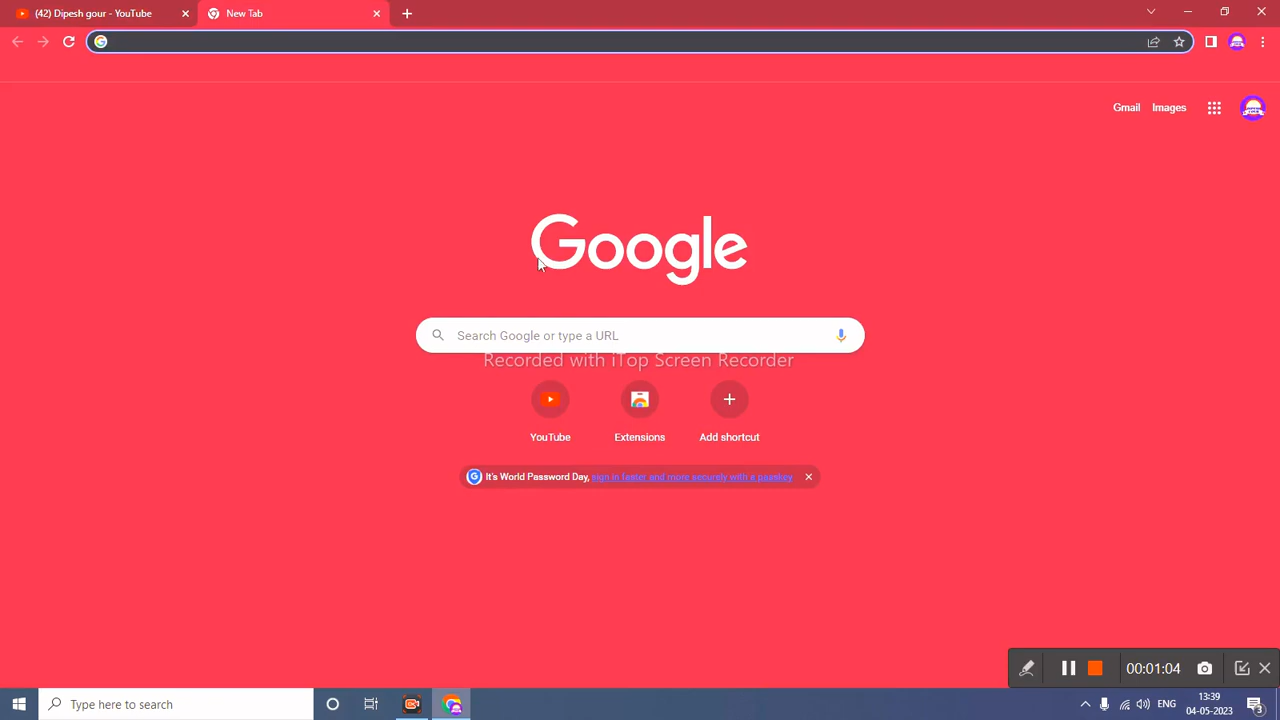 (42) Dipesh gour - YouTube
New Tab
Gmail Images
Google
Search Google or type a URL
Recorded with iTop Screen Recorder
YouTube
Extensions
Add shortcut
It's World Password Day, sign in faster and more securely with a passkey
00:01:04
Type here to search
ENG
13:39
04-05-2023
3